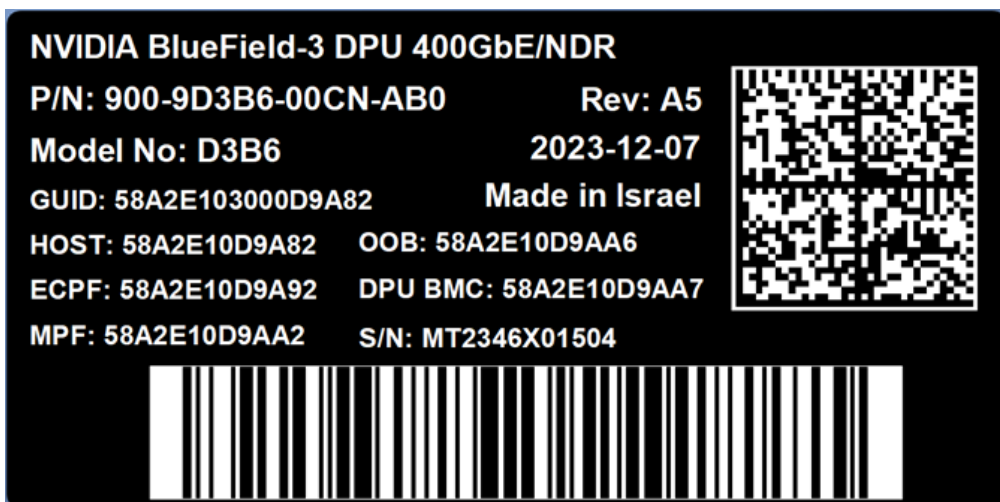 NVIDIA BlueField-3 DPU 400GbE/NDR
P/N: 900-9D3B6-00CN-AB0 Rev: A5
Model No: D3B6 2023-12-07
GUID: 58A2E103000D9A82 Made in Israel
HOST: 58A2E10D9A82 OOB: 58A2E10D9AA6
ECPF: 58A2E10D9A92 DPU BMC: 58A2E10D9AA7
MPF: 58A2E10D9AA2 S/N: MT2346X01504